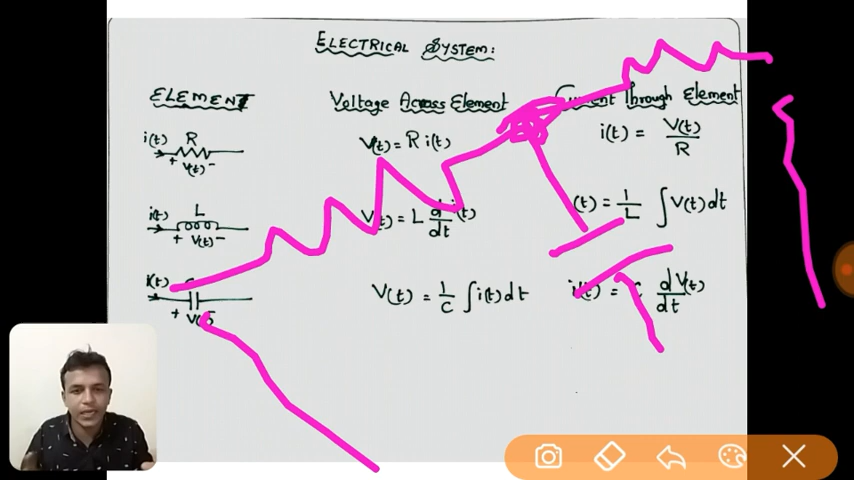 ELECTRICAL SYSTEM:
ELEMENT Voltage Across Element Current Through Element
i(t) R
+ V(t) -
V(t) = R i(t)
i(t) = V(t) / R
i(t) L
+ V(t) -
V(t) = L d/dt i(t)
(t) = 1/L ∫ V(t) dt
i(t) C
+ V(t)
V(t) = 1/C ∫ i(t) dt
i(t) = C dV(t)/dt